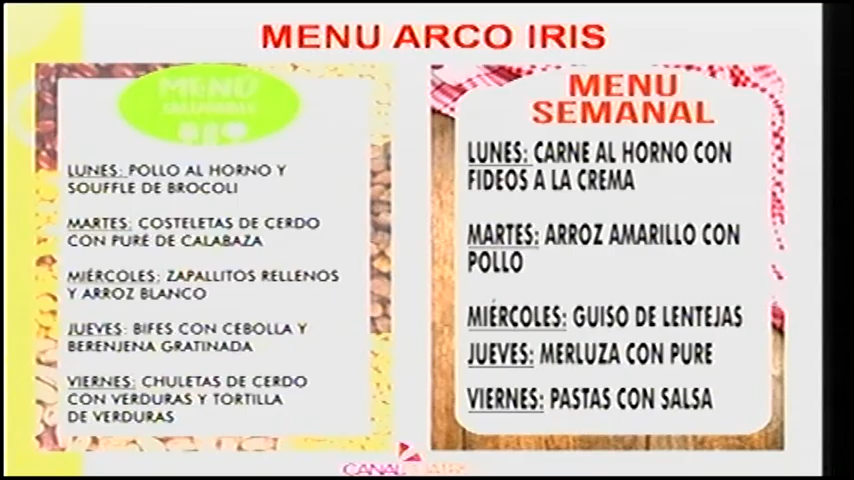 MENU ARCO IRIS
MENÚ
SALUDABLE
LUNES: POLLO AL HORNO Y
SOUFFLE DE BROCOLI
MARTES: COSTELETAS DE CERDO
CON PURÉ DE CALABAZA
MIÉRCOLES: ZAPALLITOS RELLENOS
Y ARROZ BLANCO
JUEVES: BIFES CON CEBOLLA Y
BERENJENA GRATINADA
VIERNES: CHULETAS DE CERDO
CON VERDURAS Y TORTILLA
DE VERDURAS
MENU
SEMANAL
LUNES: CARNE AL HORNO CON
FIDEOS A LA CREMA
MARTES: ARROZ AMARILLO CON
POLLO
MIÉRCOLES: GUISO DE LENTEJAS
JUEVES: MERLUZA CON PURE
VIERNES: PASTAS CON SALSA
CANAL